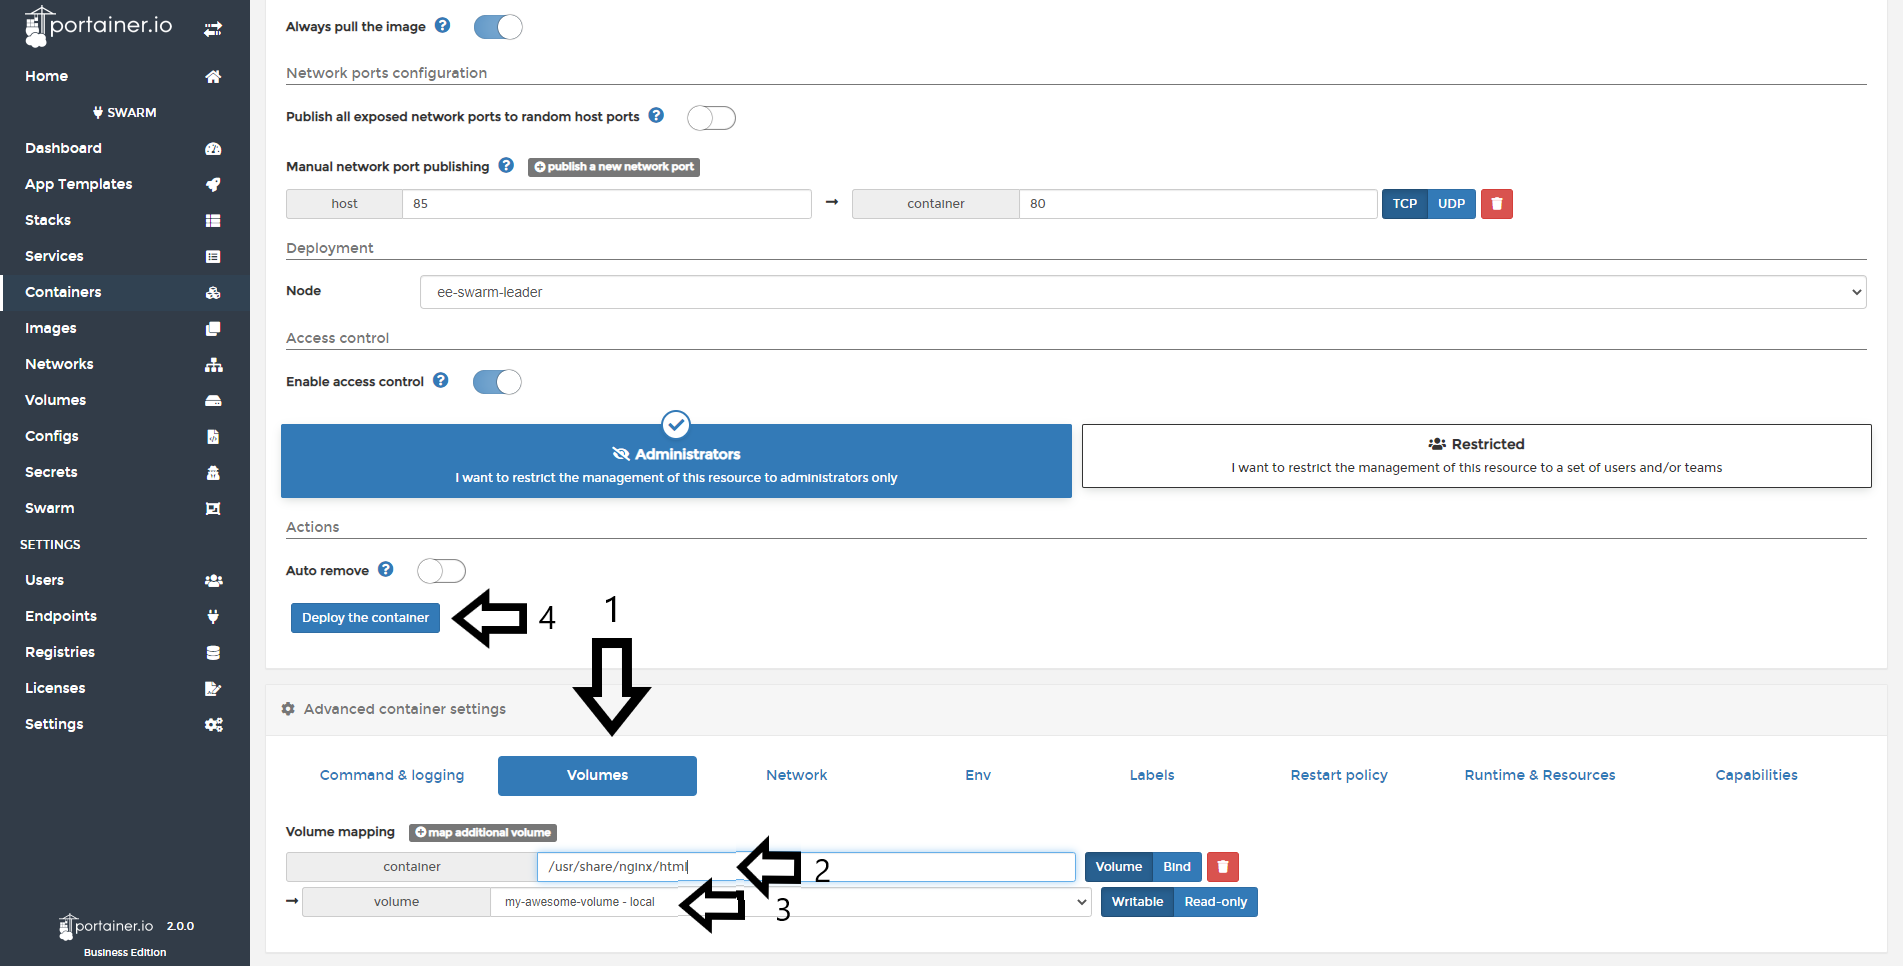 portainer.io
Home
SWARM
Dashboard
App Templates
Stacks
Services
Containers
Images
Networks
Volumes
Configs
Secrets
Swarm
SETTINGS
Users
Endpoints
Registries
Licenses
Settings
portainer.io 2.0.0
Business Edition
Always pull the image
Network ports configuration
Publish all exposed network ports to random host ports
Manual network port publishing publish a new network port
host 85 → container 80 TCP UDP
Deployment
Node ee-swarm-leader
Access control
Enable access control
Administrators
I want to restrict the management of this resource to administrators only
Restricted
I want to restrict the management of this resource to a set of users and/or teams
Actions
Auto remove
Deploy the container 4 1
Advanced container settings
Command & logging Volumes Network Env Labels Restart policy Runtime & Resources Capabilities
Volume mapping map additional volume
container /usr/share/nginx/html 2 Volume Bind
→ volume my-awesome-volume - local 3 Writable Read-only